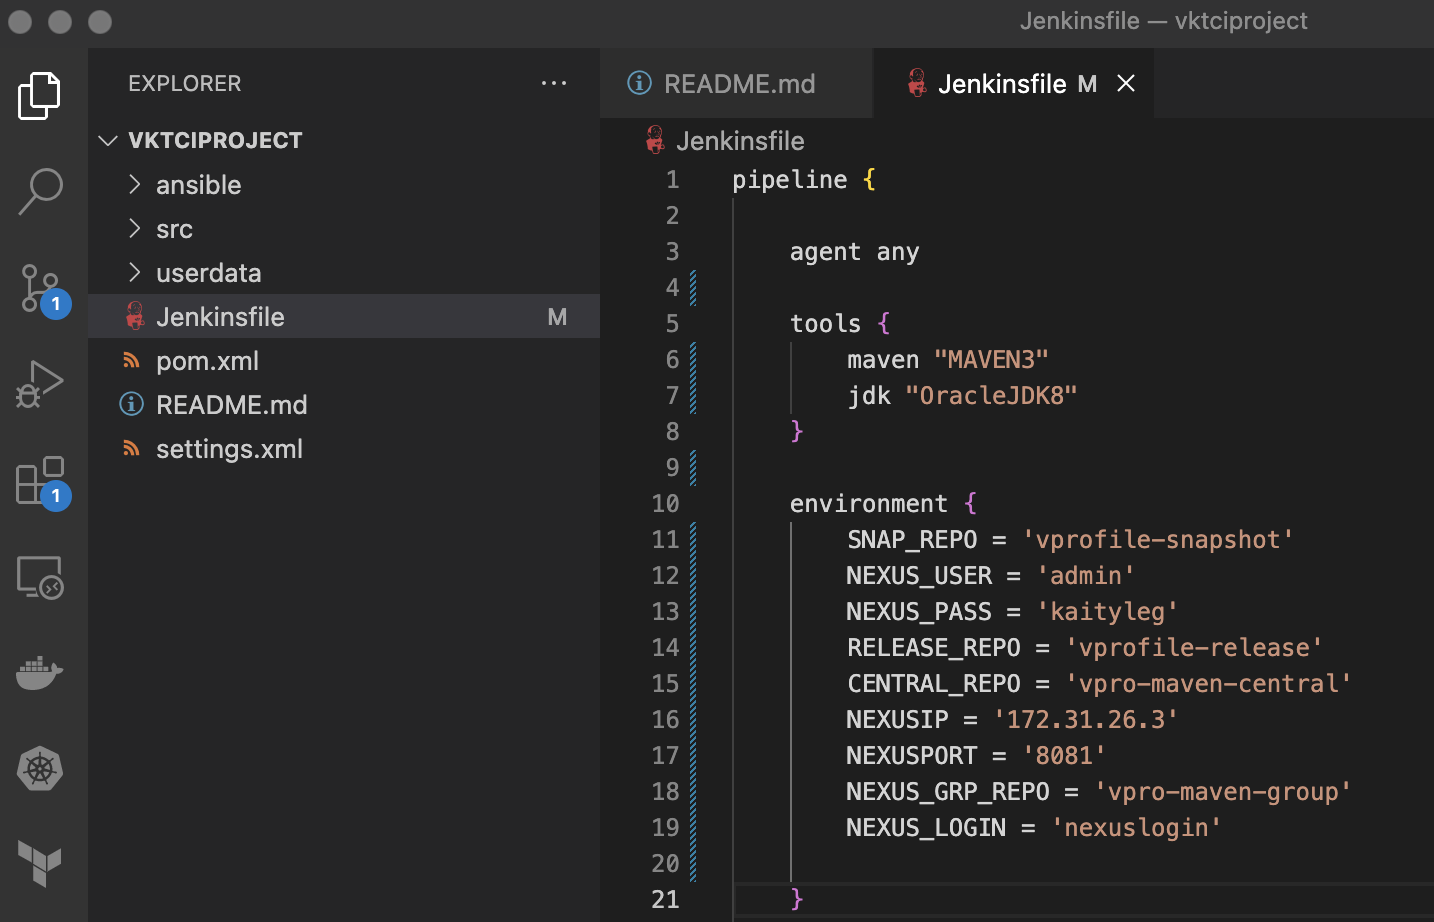 Jenkinsfile — vktciproject
EXPLORER
VKTCIPROJECT
ansible
src
userdata
Jenkinsfile M
pom.xml
README.md
settings.xml
1
1
README.md
Jenkinsfile M
Jenkinsfile
1 pipeline {
2
3 agent any
4
5 tools {
6 maven "MAVEN3"
7 jdk "OracleJDK8"
8 }
9
10 environment {
11 SNAP_REPO = 'vprofile-snapshot'
12 NEXUS_USER = 'admin'
13 NEXUS_PASS = 'kaityleg'
14 RELEASE_REPO = 'vprofile-release'
15 CENTRAL_REPO = 'vpro-maven-central'
16 NEXUSIP = '172.31.26.3'
17 NEXUSPORT = '8081'
18 NEXUS_GRP_REPO = 'vpro-maven-group'
19 NEXUS_LOGIN = 'nexuslogin'
20
21 }